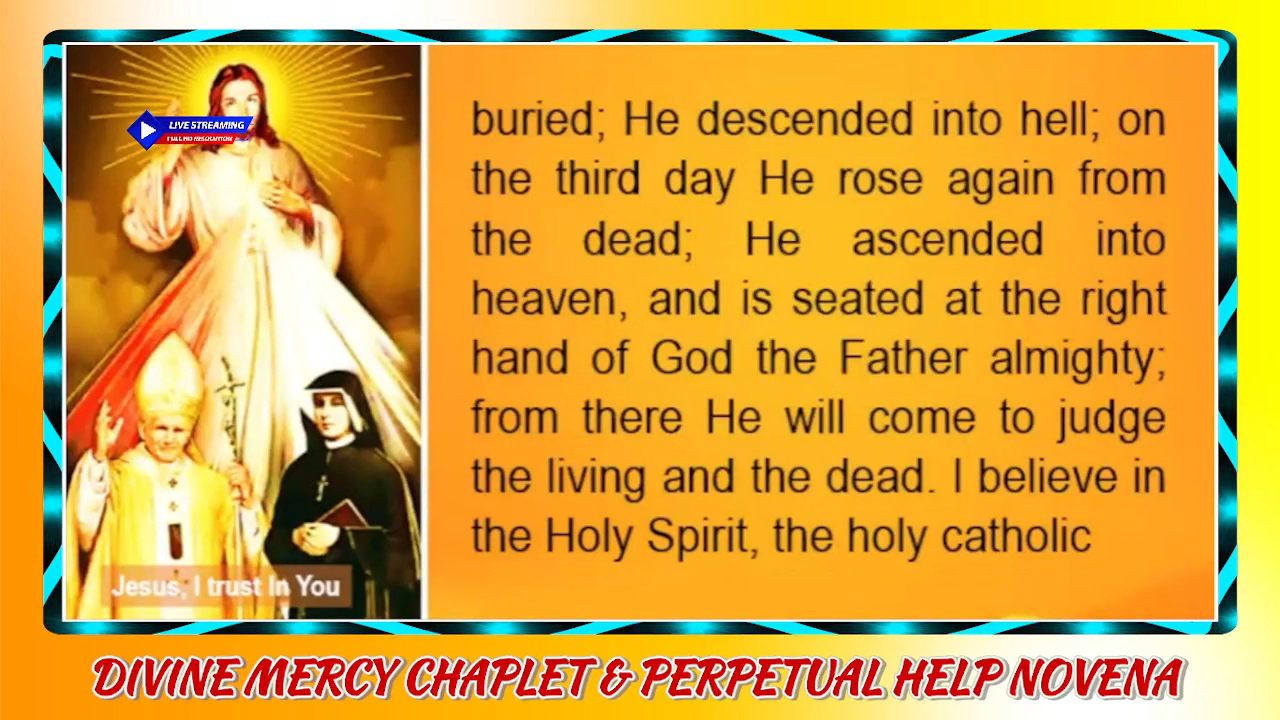 LIVE STREAMING
FULL HD RESOLUTION
buried; He descended into hell; on
the third day He rose again from
the dead; He ascended into
heaven, and is seated at the right
hand of God the Father almighty;
from there He will come to judge
the living and the dead. I believe in
the Holy Spirit, the holy catholic
Jesus, I trust In You
DIVINE MERCY CHAPLET & PERPETUAL HELP NOVENA